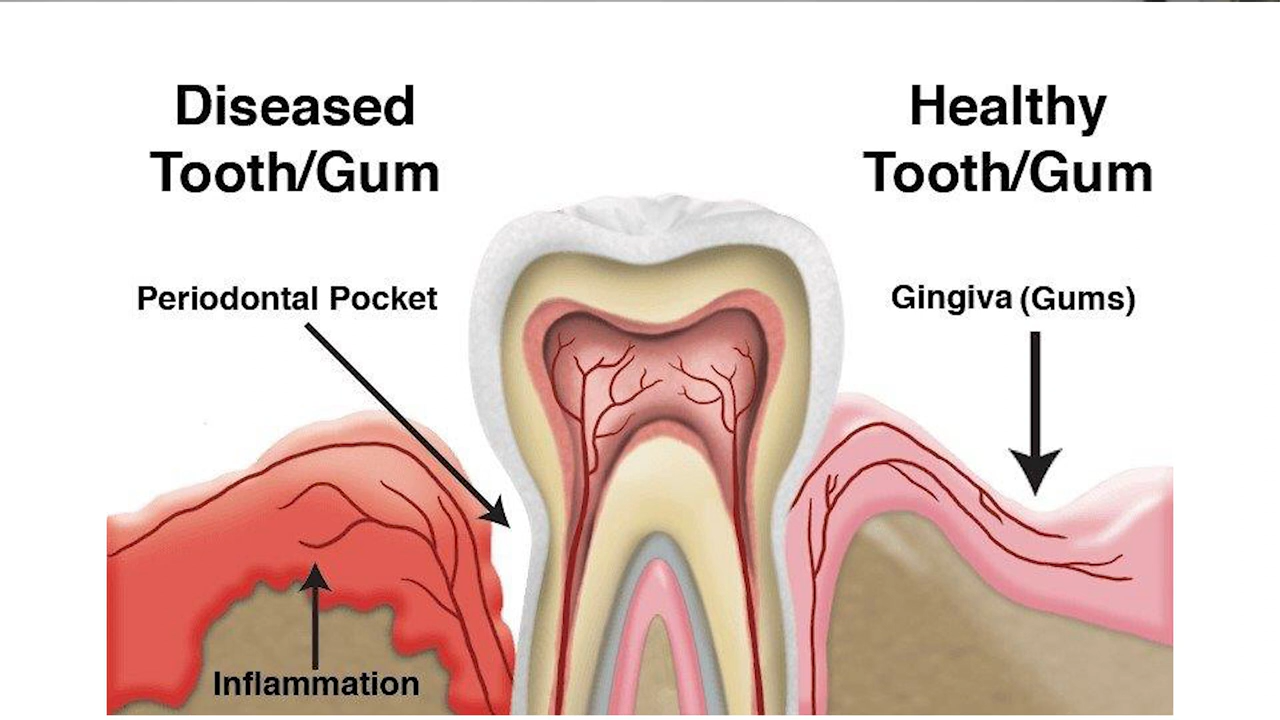 Diseased
Tooth/Gum
Healthy
Tooth/Gum
Periodontal Pocket
Gingiva (Gums)
Inflammation